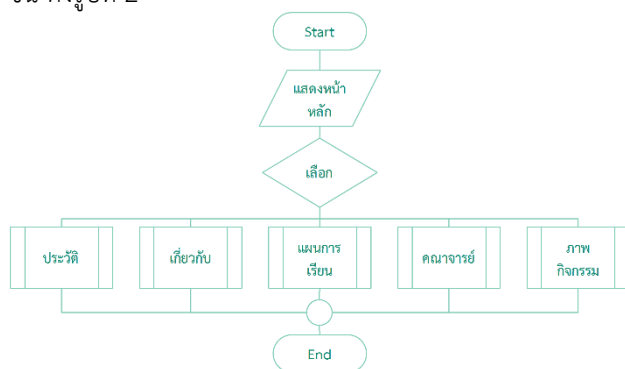 Start
แสดงหน้า
หลัก
เลือก
ประวัติ
เกี่ยวกับ
แผนการ
เรียน
คณาจารย์
ภาพ
กิจกรรม
End